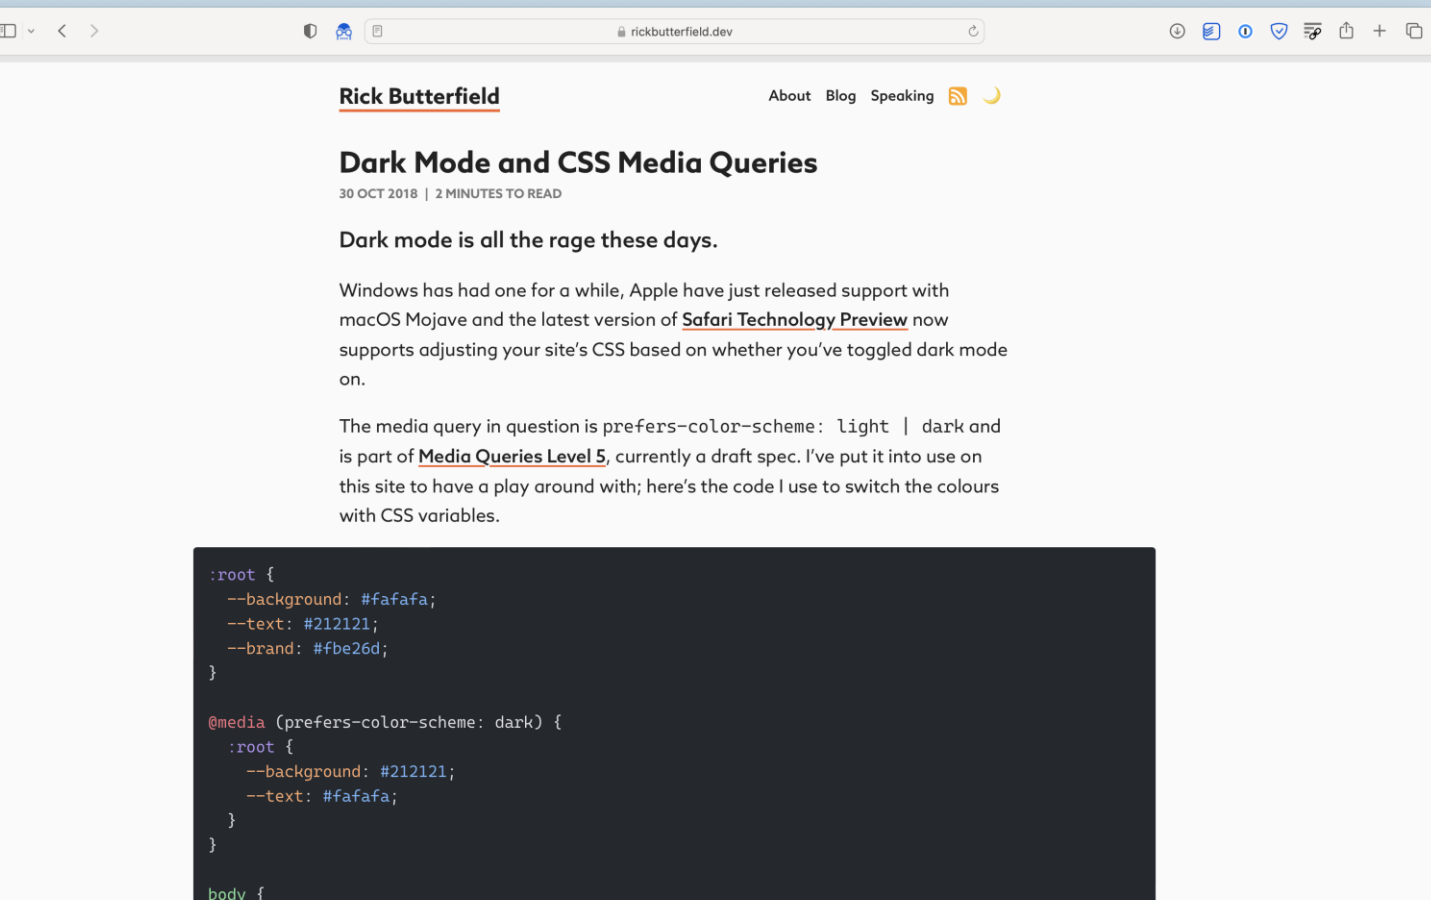 rickbutterfield.dev
Rick Butterfield
About Blog Speaking
Dark Mode and CSS Media Queries
30 OCT 2018 | 2 MINUTES TO READ
Dark mode is all the rage these days.
Windows has had one for a while, Apple have just released support with
macOS Mojave and the latest version of Safari Technology Preview now
supports adjusting your site’s CSS based on whether you’ve toggled dark mode
on.
The media query in question is prefers-color-scheme: light | dark and
is part of Media Queries Level 5, currently a draft spec. I’ve put it into use on
this site to have a play around with; here’s the code I use to switch the colours
with CSS variables.
:root {
  --background: #fafafa;
  --text: #212121;
  --brand: #fbe26d;
}
@media (prefers-color-scheme: dark) {
  :root {
    --background: #212121;
    --text: #fafafa;
  }
}
body {